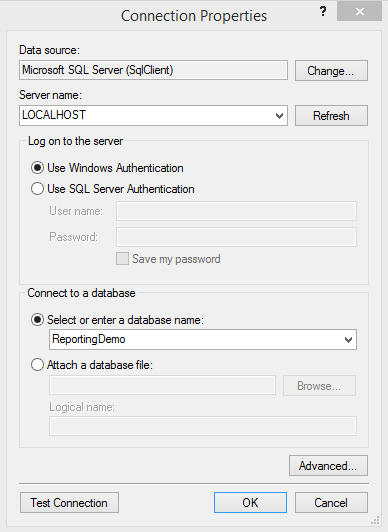 Connection Properties
?
Data source:
Microsoft SQL Server (SqlClient)
Change...
Server name:
LOCALHOST
Refresh
Log on to the server
Use Windows Authentication
Use SQL Server Authentication
User name:
Password:
Save my password
Connect to a database
Select or enter a database name:
ReportingDemo
Attach a database file:
Browse...
Logical name:
Advanced...
Test Connection
OK
Cancel